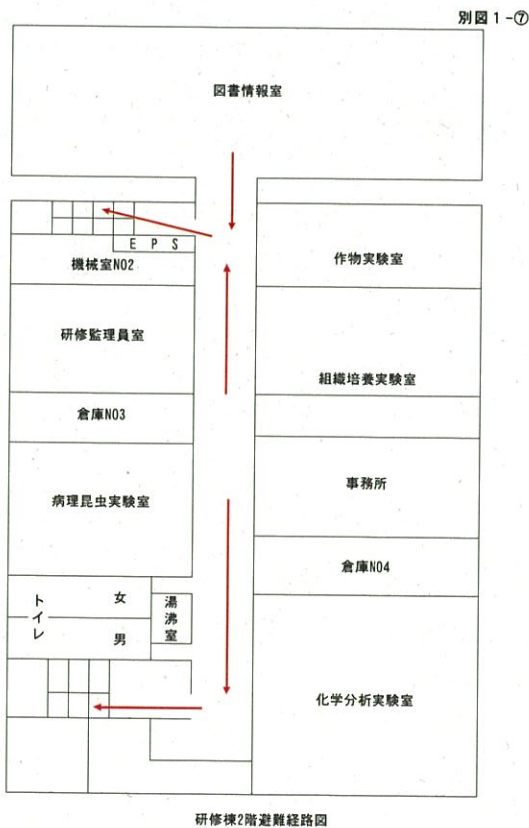 別図1-⑦
図書情報室
EPS
機械室NO2
作物実験室
研修監理員室
組織培養実験室
倉庫NO3
病理昆虫実験室
事務所
倉庫NO4
トイレ
女
男
湯沸室
化学分析実験室
研修棟2階避難経路図